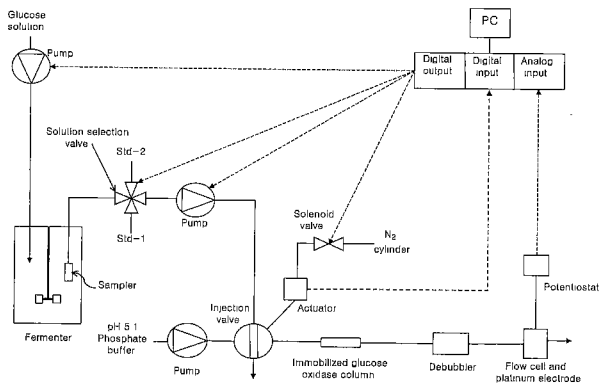 Glucose
solution
Pump
PC
Digital
output
Digital
input
Analog
input
Solution selection
valve
Std-2
Std-1
Pump
Solenoid
valve
N2
cylinder
Sampler
Fermenter
Injection
valve
Actuator
Potentiostat
pH 5 1
Phosphate
buffer
Pump
Immobilized glucose
oxidase column
Debubbler
Flow cell and
platinum electrode